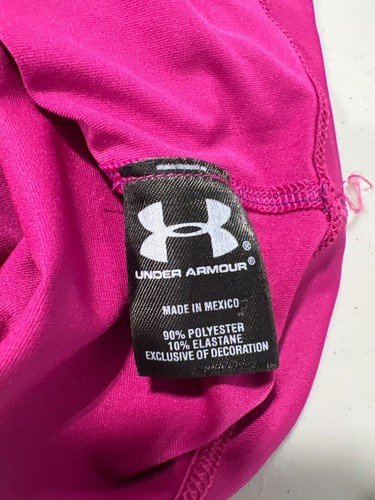 ®
UNDER ARMOUR®
MADE IN MEXICO
90% POLYESTER
10% ELASTANE
EXCLUSIVE OF DECORATION